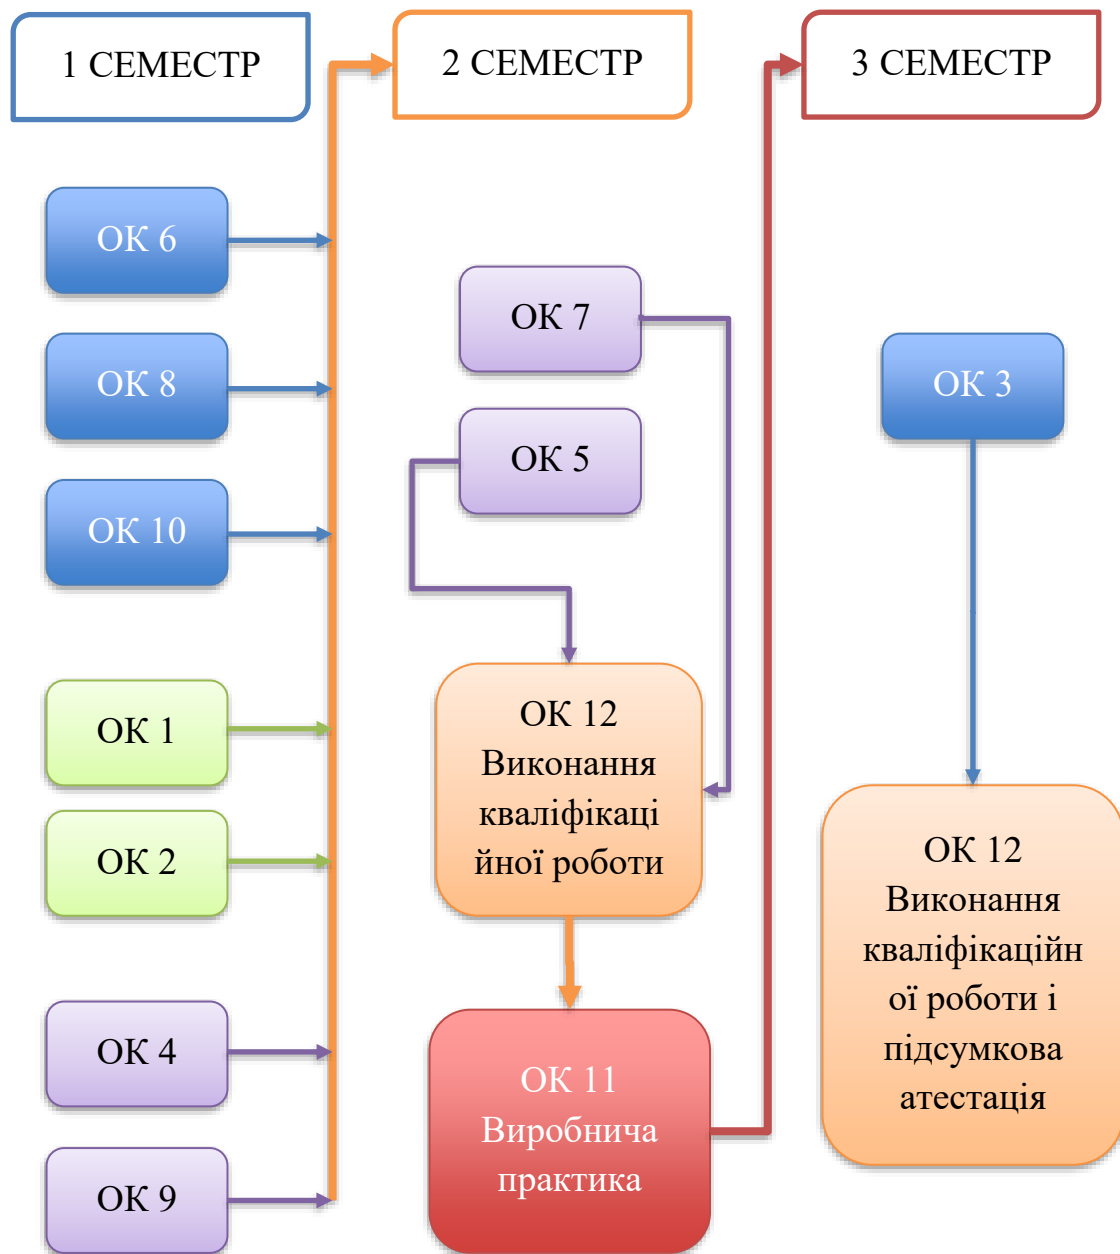 1 СЕМЕСТР
2 СЕМЕСТР
3 СЕМЕСТР
ОК 6
ОК 8
ОК 10
ОК 1
ОК 2
ОК 4
ОК 9
ОК 7
ОК 5
ОК 12
Виконання
кваліфікаці
йної роботи
ОК 11
Виробнича
практика
ОК 3
ОК 12
Виконання
кваліфікаційн
ої роботи і
підсумкова
атестація